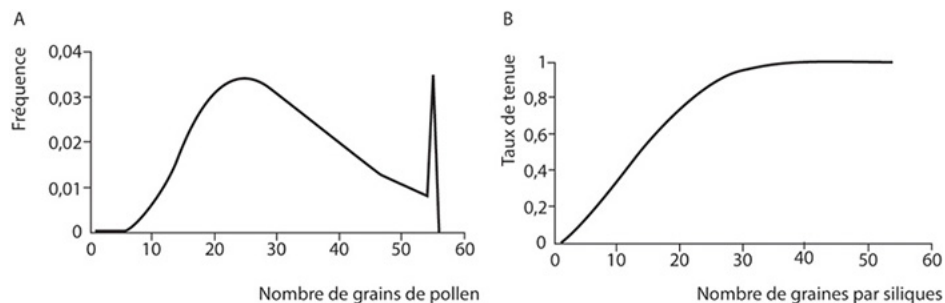 A
Fréquence
0,04
0,03
0,02
0,01
0
0 10 20 30 40 50 60
Nombre de grains de pollen
B
Taux de tenue
1
0,8
0,6
0,4
0,2
0
0 10 20 30 40 50 60
Nombre de graines par siliques